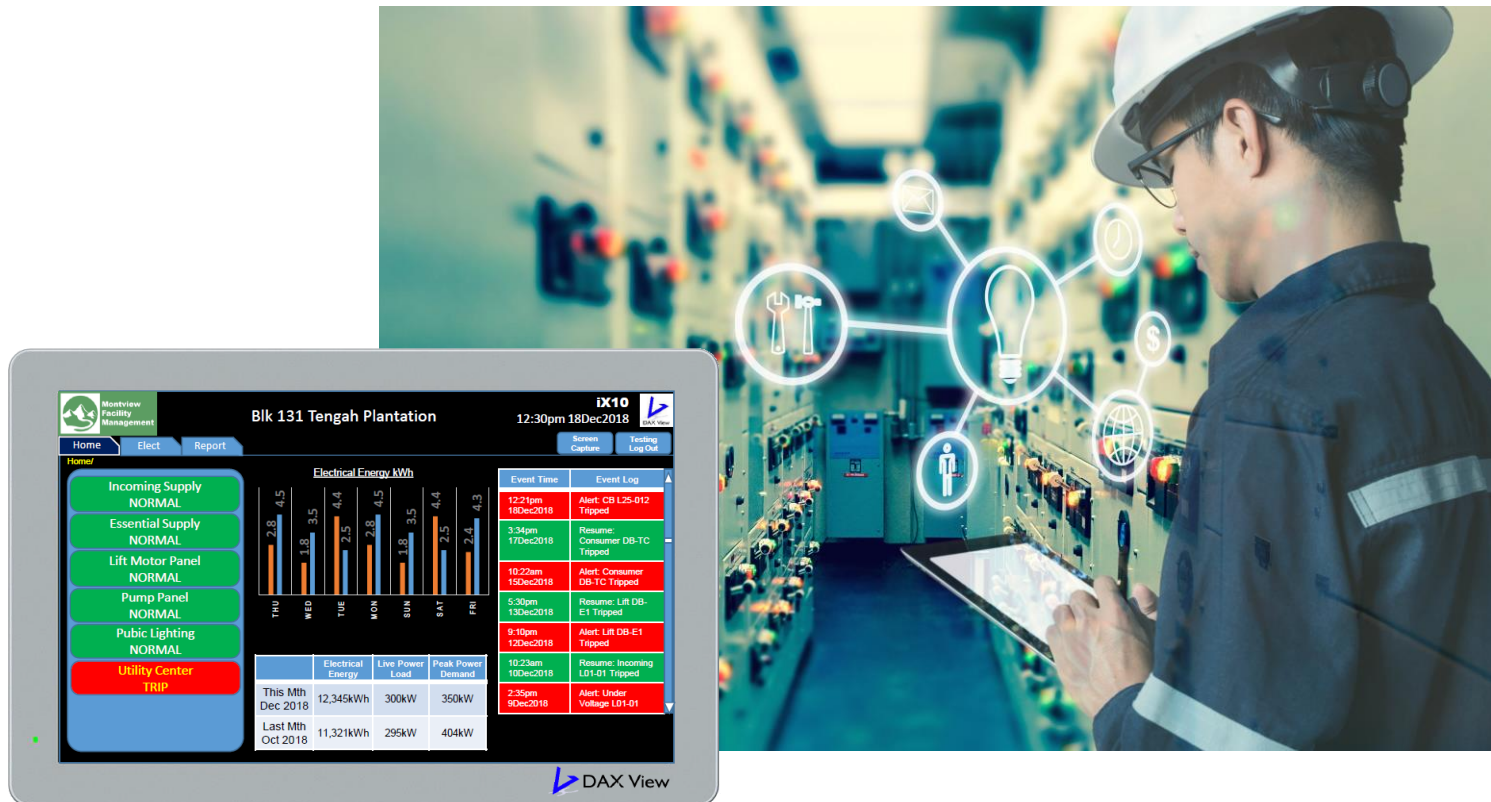 Montview
Facility
Management
Blk 131 Tengah Plantation
iX10
12:30pm 18Dec2018
DAX View
Home
Elect
Report
Screen
Capture
Testing
Log Out
Home/
Incoming Supply
NORMAL
Essential Supply
NORMAL
Lift Motor Panel
NORMAL
Pump Panel
NORMAL
Pubic Lighting
NORMAL
Utility Center
TRIP
Electrical Energy kWh
2.8 4.5 1.8 3.5 4.4 2.5 2.8 4.5 1.8 3.5 4.4 2.5 2.4 4.3
THU WED TUE MON SUN SAT FRI
Electrical
Energy
Live Power
Load
Peak Power
Demand
This Mth
Dec 2018
12,345kWh
300kW
350kW
Last Mth
Oct 2018
11,321kWh
295kW
404kW
Event Time
Event Log
12:21pm
18Dec2018
Alert: CB L25-012
Tripped
3:34pm
17Dec2018
Resume:
Consumer DB-TC
Tripped
10:22am
15Dec2018
Alert: Consumer
DB-TC Tripped
5:30pm
13Dec2018
Resume: Lift DB-
E1 Tripped
9:10pm
12Dec2018
Alert: Lift DB-E1
Tripped
10:23am
10Dec2018
Resume: Incoming
L01-01 Tripped
2:35pm
9Dec2018
Alert: Under
Voltage L01-01
DAX View
$